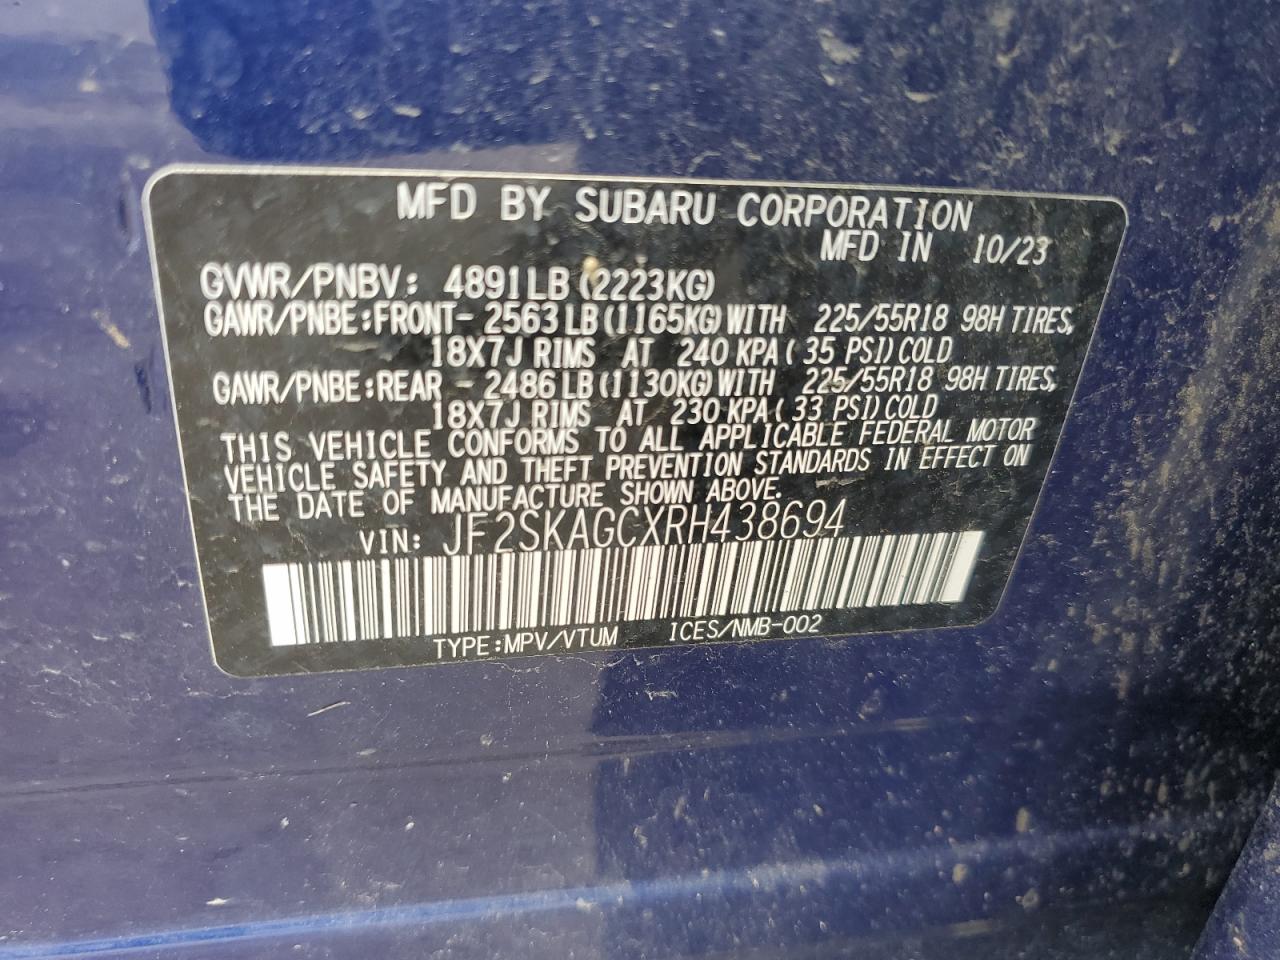 MFD BY SUBARU CORPORATION
MFD IN 10/23
GVWR/PNBV: 4891LB (2223KG)
GAWR/PNBE:FRONT- 2563LB(1165KG)WITH 225/55R18 98H TIRES,
18X7J RIMS AT 240 KPA( 35 PSI)COLD
GAWR/PNBE:REAR - 2486LB(1130KG)WITH 225/55R18 98H TIRES,
18X7J RIMS AT 230 KPA( 33 PSI)COLD
THIS VEHICLE CONFORMS TO ALL APPLICABLE FEDERAL MOTOR
VEHICLE SAFETY AND THEFT PREVENTION STANDARDS IN EFFECT ON
THE DATE OF MANUFACTURE SHOWN ABOVE.
VIN: JF2SKAGCXRH438694
TYPE:MPV/VTUM ICES/NMB-002